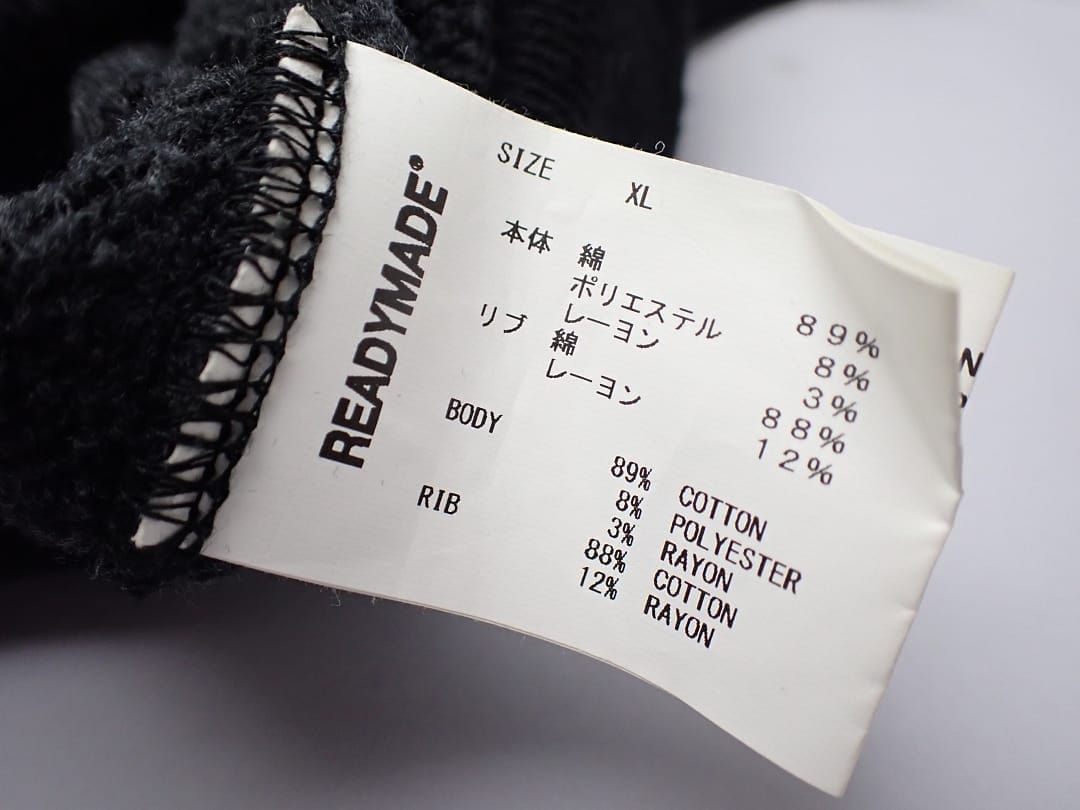 READYMADE®
SIZE XL
本体 綿 89%
ポリエステル 8%
レーヨン 3%
リブ 綿 88%
レーヨン 12%
BODY 89% COTTON
8% POLYESTER
3% RAYON
RIB 88% COTTON
12% RAYON
N